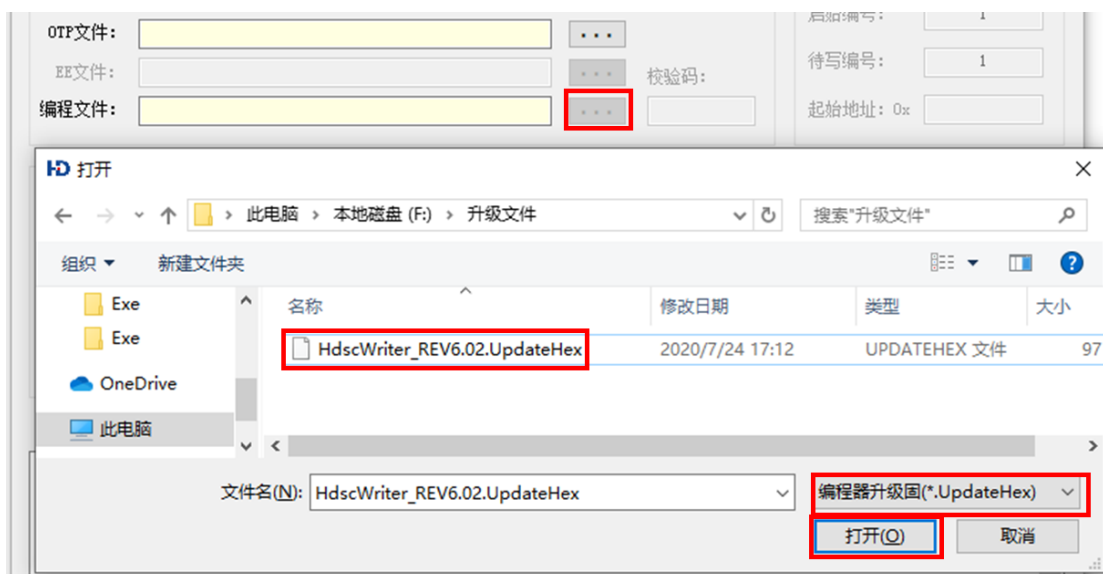 启始编号: 1
OTP文件: ...
EE文件: ... 校验码: 待写编号: 1
编程文件: ... 起始地址: 0x
HD 打开
此电脑 › 本地磁盘 (F:) › 升级文件 搜索"升级文件"
组织 新建文件夹 ?
Exe 名称 修改日期 类型 大小
Exe HdscWriter_REV6.02.UpdateHex 2020/7/24 17:12 UPDATEHEX 文件 97
OneDrive
此电脑
文件名(N): HdscWriter_REV6.02.UpdateHex 编程器升级固(*.UpdateHex)
打开(O) 取消